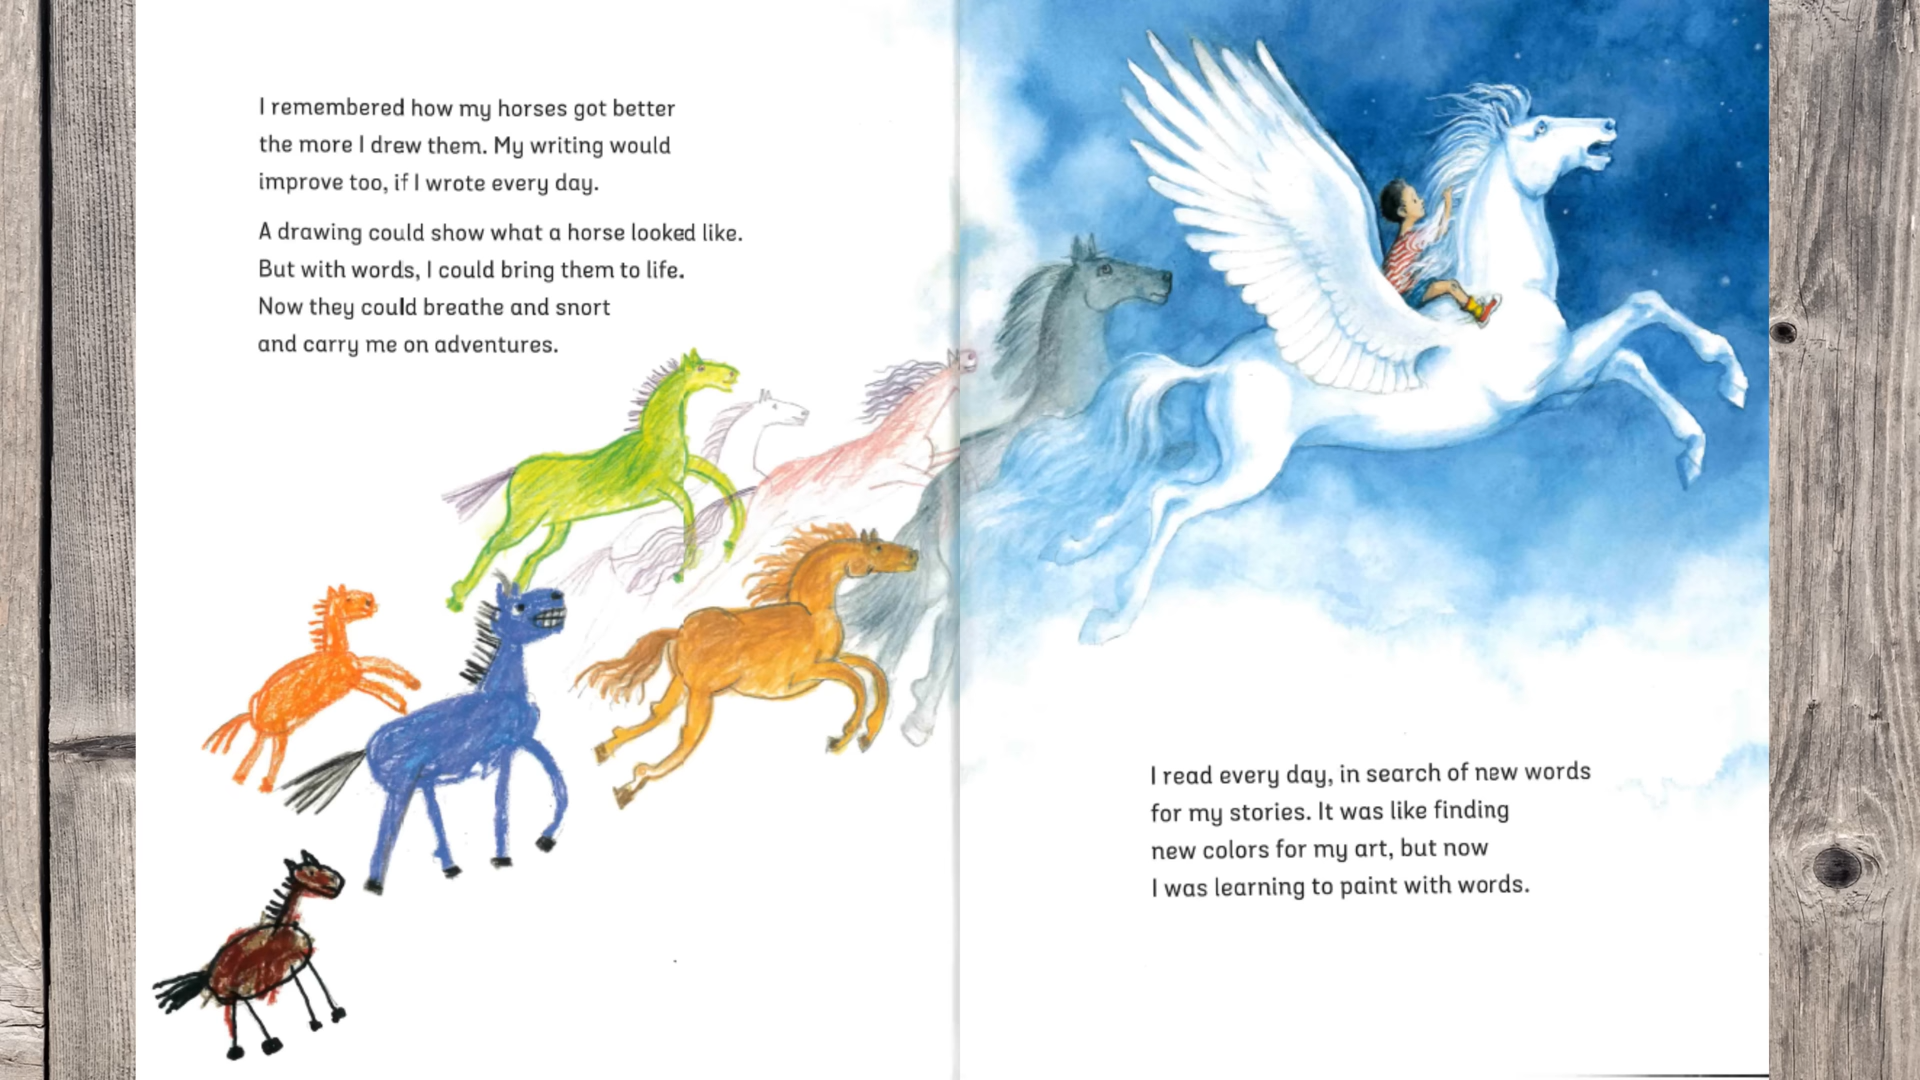 I remembered how my horses got better
the more I drew them. My writing would
improve too, if I wrote every day.
A drawing could show what a horse looked like.
But with words, I could bring them to life.
Now they could breathe and snort
and carry me on adventures.
I read every day, in search of new words
for my stories. It was like finding
new colors for my art, but now
I was learning to paint with words.